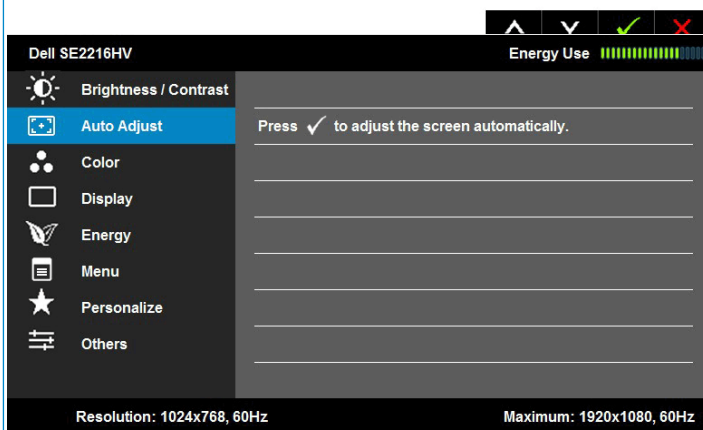 Dell SE2216HV
Energy Use
Brightness / Contrast
Auto Adjust
Press ✓ to adjust the screen automatically.
Color
Display
Energy
Menu
Personalize
Others
Resolution: 1024x768, 60Hz
Maximum: 1920x1080, 60Hz